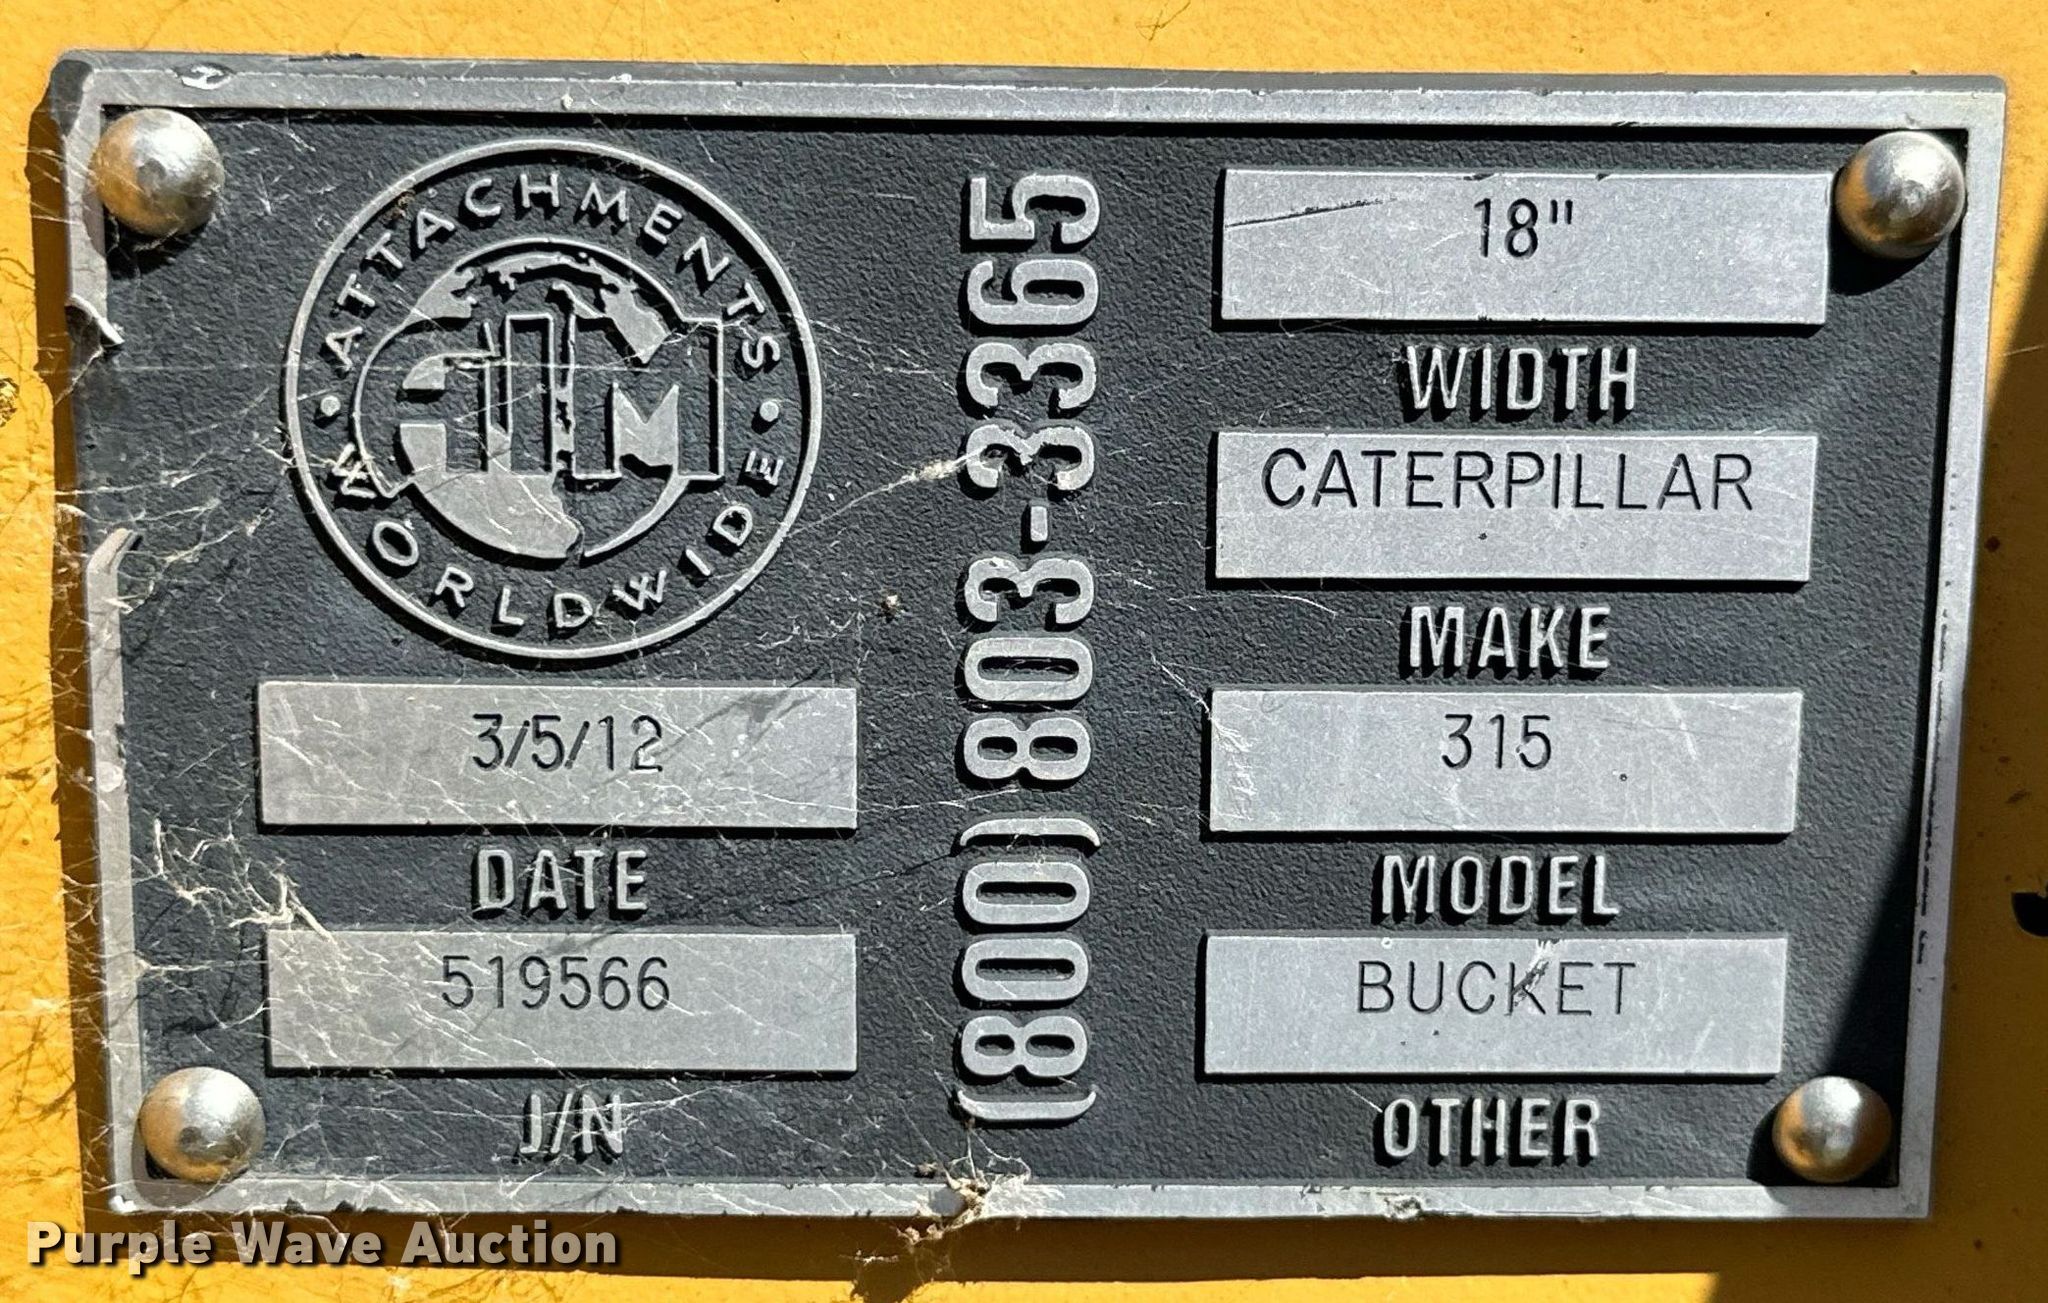 ATTACHMENTS
AIM
WORLDWIDE
3/5/12
DATE
519566
J/N
(800) 803-3365
18"
WIDTH
CATERPILLAR
MAKE
315
MODEL
BUCKET
OTHER
Purple Wave Auction